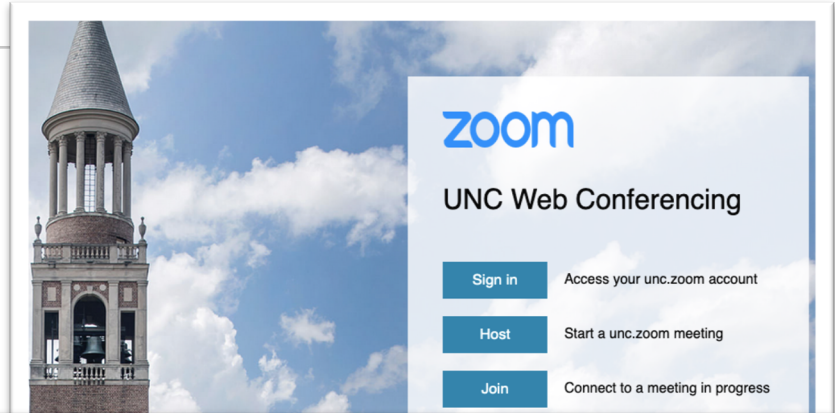 zoom
UNC Web Conferencing
Sign in Access your unc.zoom account
Host Start a unc.zoom meeting
Join Connect to a meeting in progress